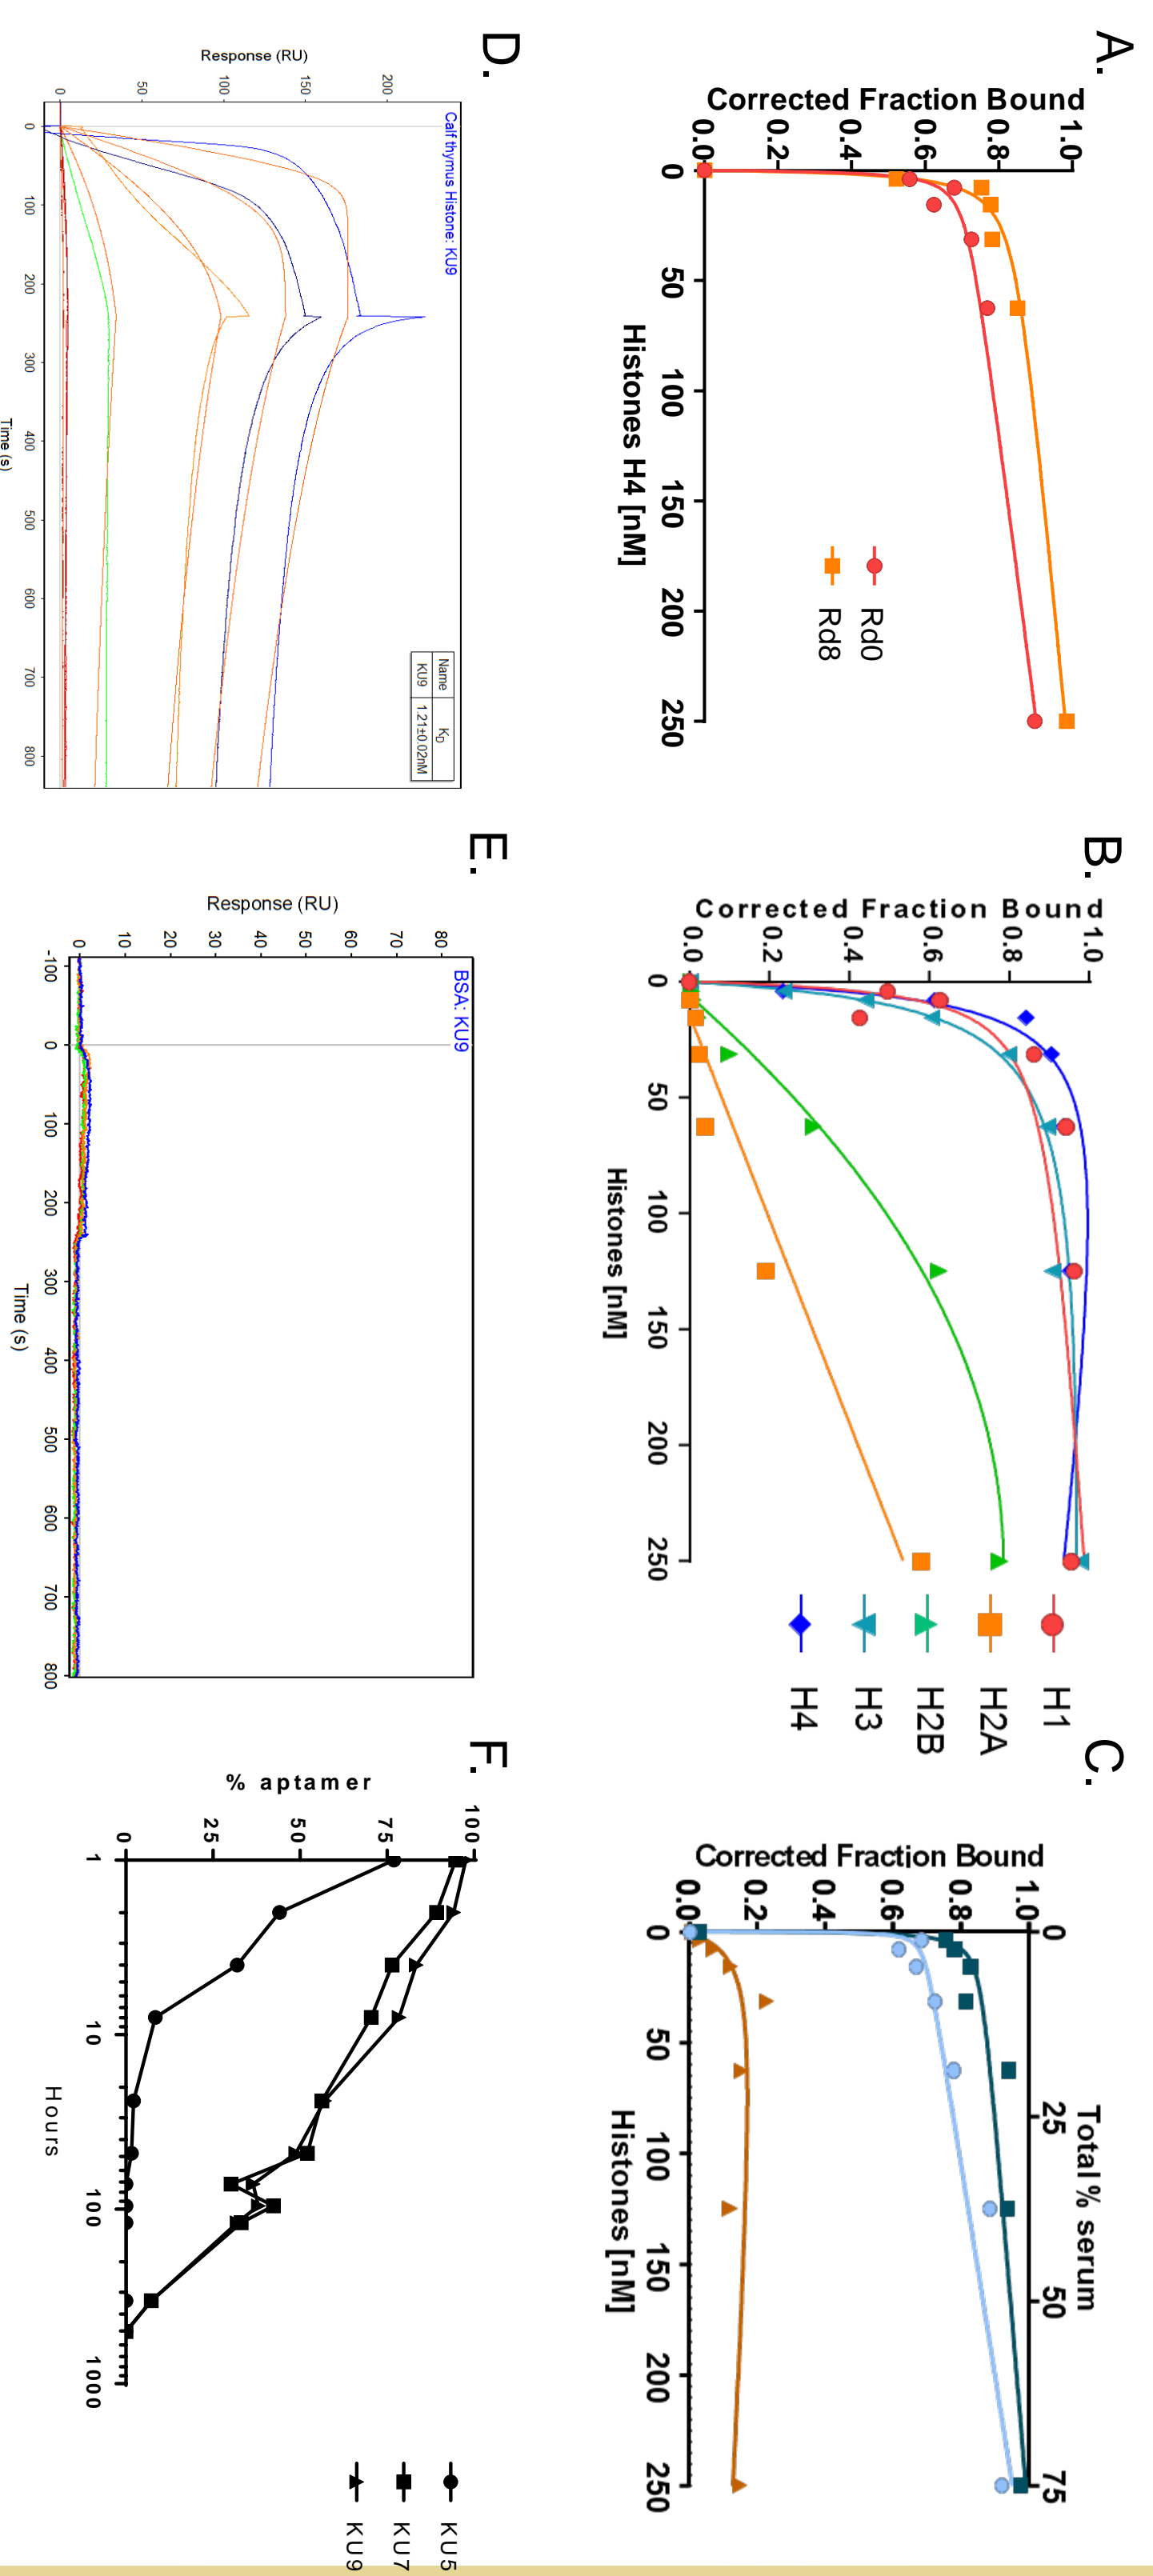 A.
Corrected Fraction Bound
1.0
0.8
0.6
0.4
0.2
0.0
0 50 100 150 200 250
Histones H4 [nM]
Rd0
Rd8
B.
Corrected Fraction Bound
1.0
0.8
0.6
0.4
0.2
0.0
0 50 100 150 200 250
Histones [nM]
H1
H2A
H2B
H3
H4
C.
Total % serum
0 25 50 75
Corrected Fraction Bound
1.0
0.8
0.6
0.4
0.2
0.0
0 50 100 150 200 250
Histones [nM]
D.
Calf thymus Histone: KU9
Response (RU)
200
150
100
50
0
0 100 200 300 400 500 600 700 800
Time (s)
Name KD
KU9 1.21±0.02nM
E.
BSA: KU9
Response (RU)
80
70
60
50
40
30
20
10
0
-100 0 100 200 300 400 500 600 700 800
Time (s)
F.
% aptamer
100
75
50
25
0
1 10 100 1000
Hours
KU5
KU7
KU9